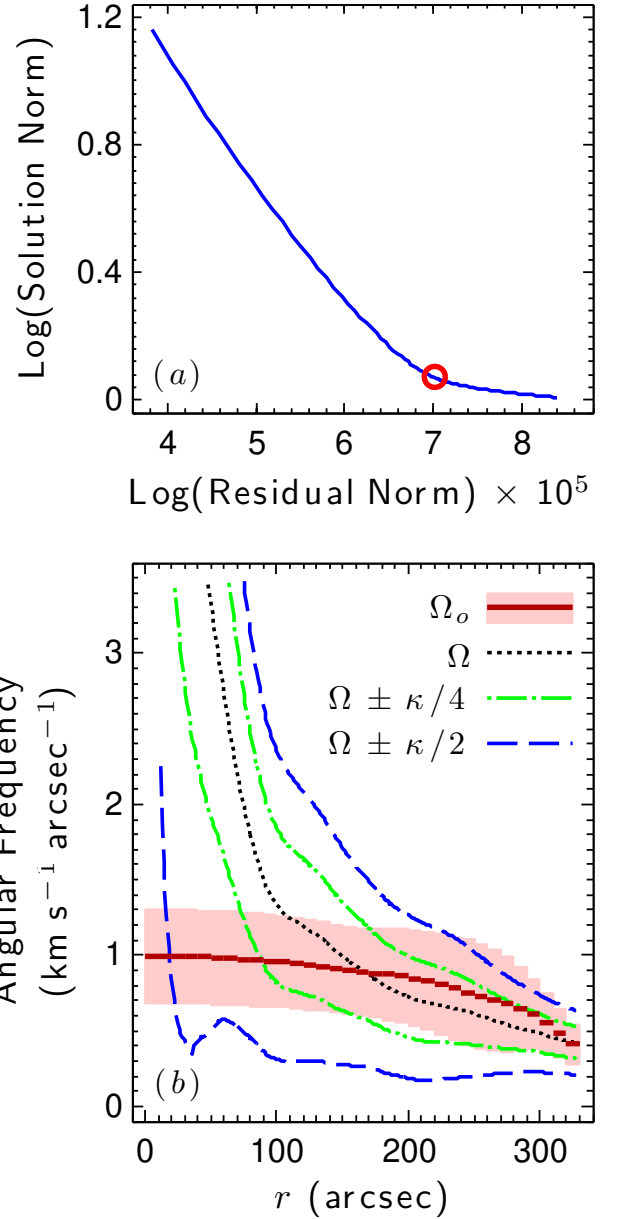 1.2
0.8
0.4
0
Log(Solution Norm)
(a)
4 5 6 7 8
Log(Residual Norm) × 10⁵
3
2
1
0
Angular Frequency
(km s⁻¹ arcsec⁻¹)
Ωₒ
Ω
Ω ± κ/4
Ω ± κ/2
(b)
0 100 200 300
r (arcsec)